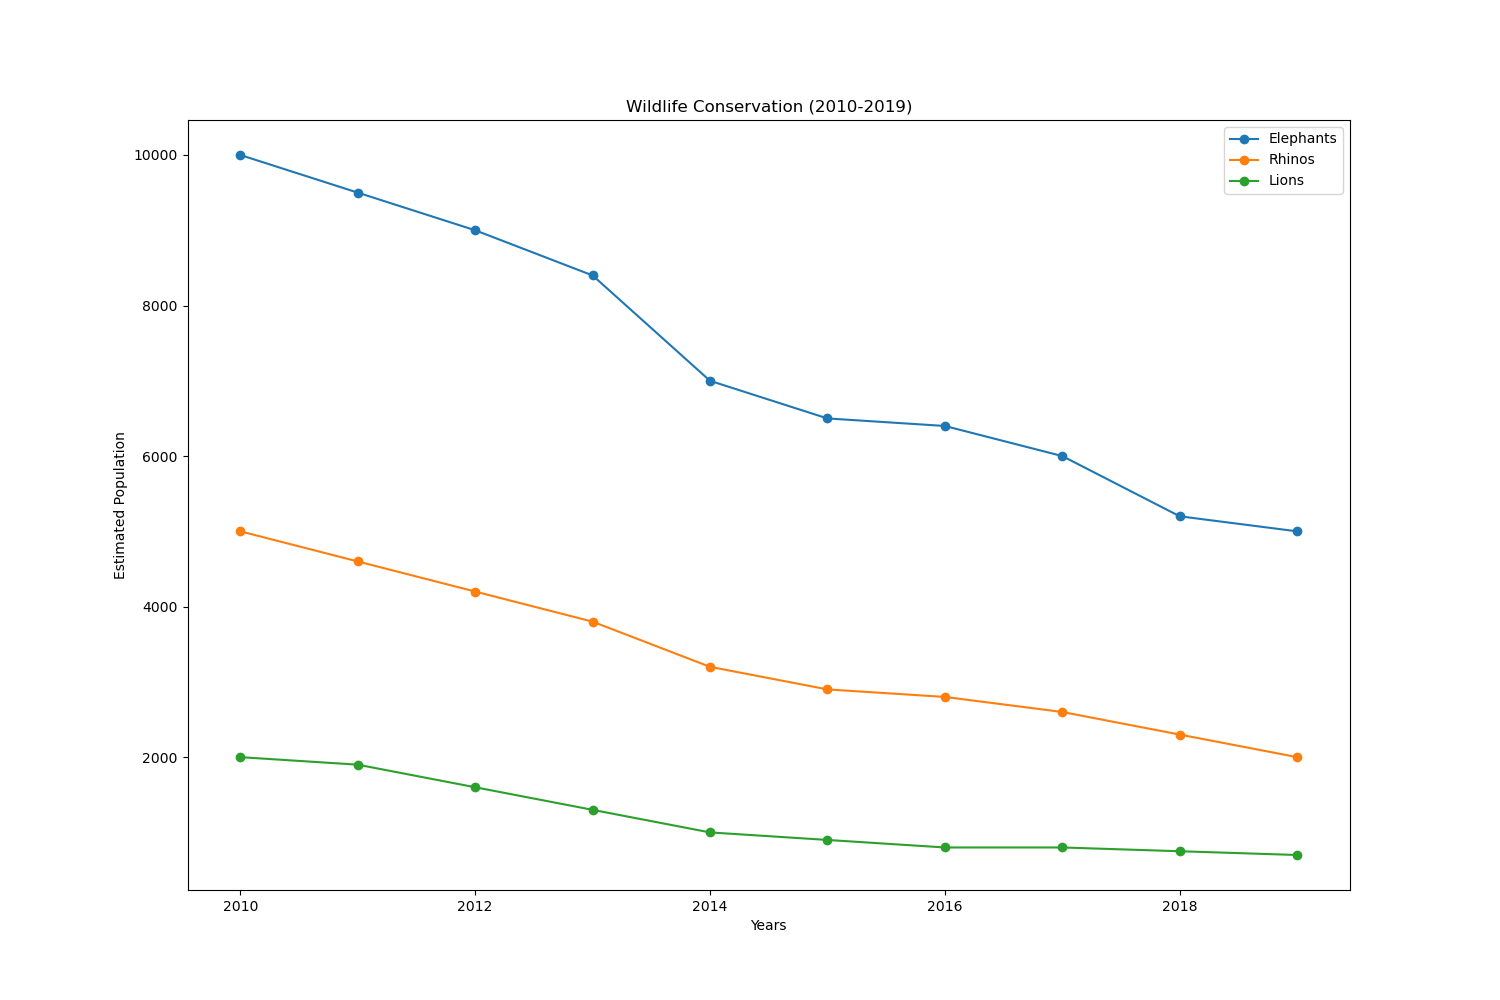 Wildlife Conservation (2010-2019)
Elephants
Rhinos
Lions
10000
8000
6000
4000
2000
Estimated Population
2010 2012 2014 2016 2018
Years